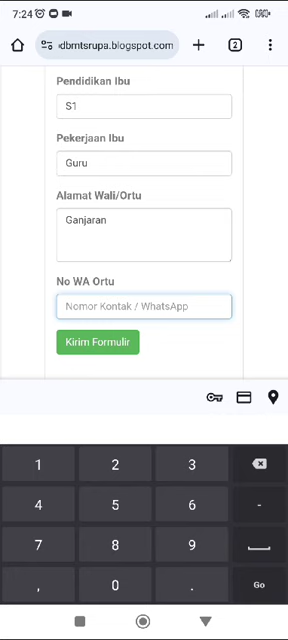 7:24
dbmtsrupa.blogspot.com
2
Pendidikan Ibu
S1
Pekerjaan Ibu
Guru
Alamat Wali/Ortu
Ganjaran
No WA Ortu
Nomor Kontak / WhatsApp
Kirim Formulir
1 2 3
4 5 6 -
7 8 9
, 0 . Go